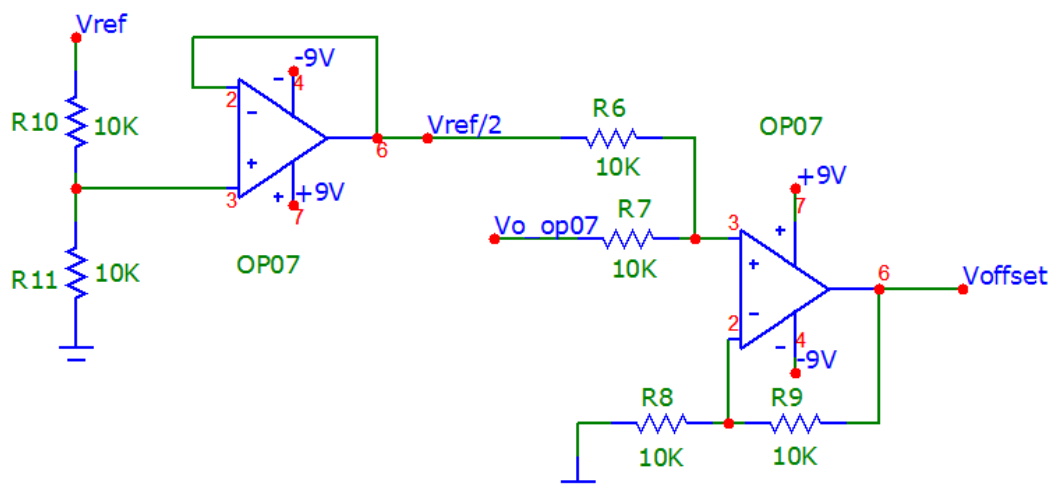 Vref
R10
10K
R11
10K
-9V
-
4
2
-
+
3
+
+9V
7
6
OP07
Vref/2
R6
10K
R7
10K
Vo_op07
OP07
+9V
7
+
3
+
-
2
-
4
-9V
6
Voffset
R8
10K
R9
10K